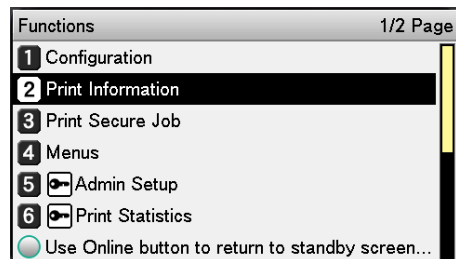 Functions 1/2 Page
1 Configuration
2 Print Information
3 Print Secure Job
4 Menus
5 Admin Setup
6 Print Statistics
Use Online button to return to standby screen...